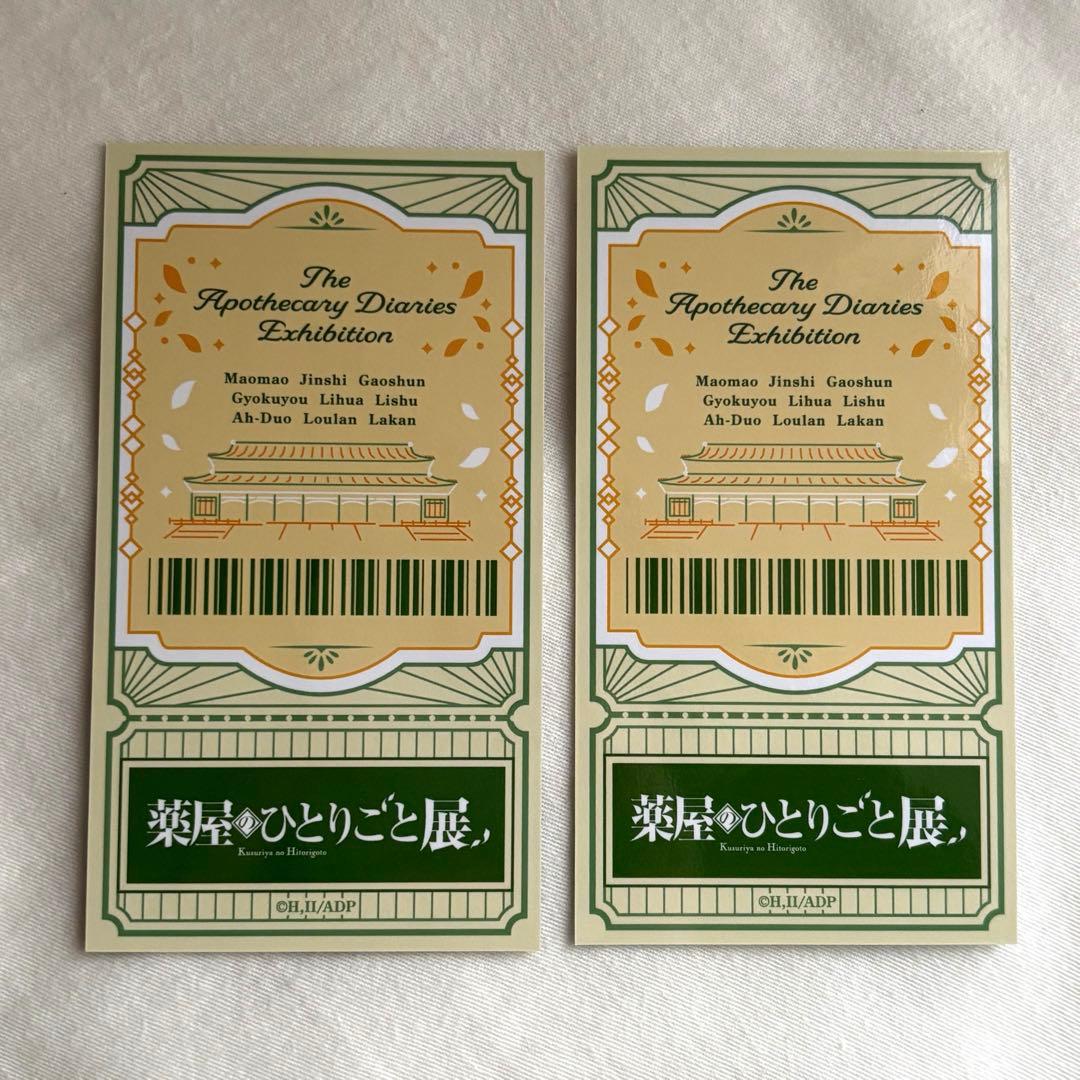 The
Apothecary Diaries
Exhibition
Maomao Jinshi Gaoshun
Gyokuyou Lihua Lishu
Ah-Duo Loulan Lakan
薬屋のひとりごと展
Kusuriya no Hitorigoto
©H,II/ADP
The
Apothecary Diaries
Exhibition
Maomao Jinshi Gaoshun
Gyokuyou Lihua Lishu
Ah-Duo Loulan Lakan
薬屋のひとりごと展
Kusuriya no Hitorigoto
©H,II/ADP